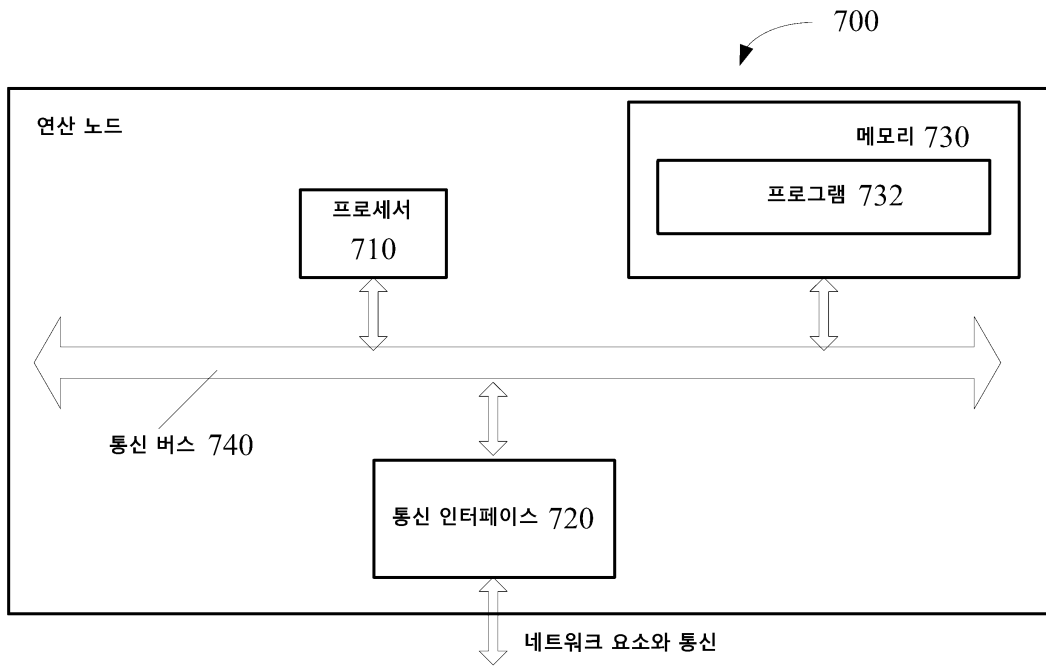 700
연산 노드
메모리 730
프로그램 732
프로세서
710
통신 버스 740
통신 인터페이스 720
네트워크 요소와 통신